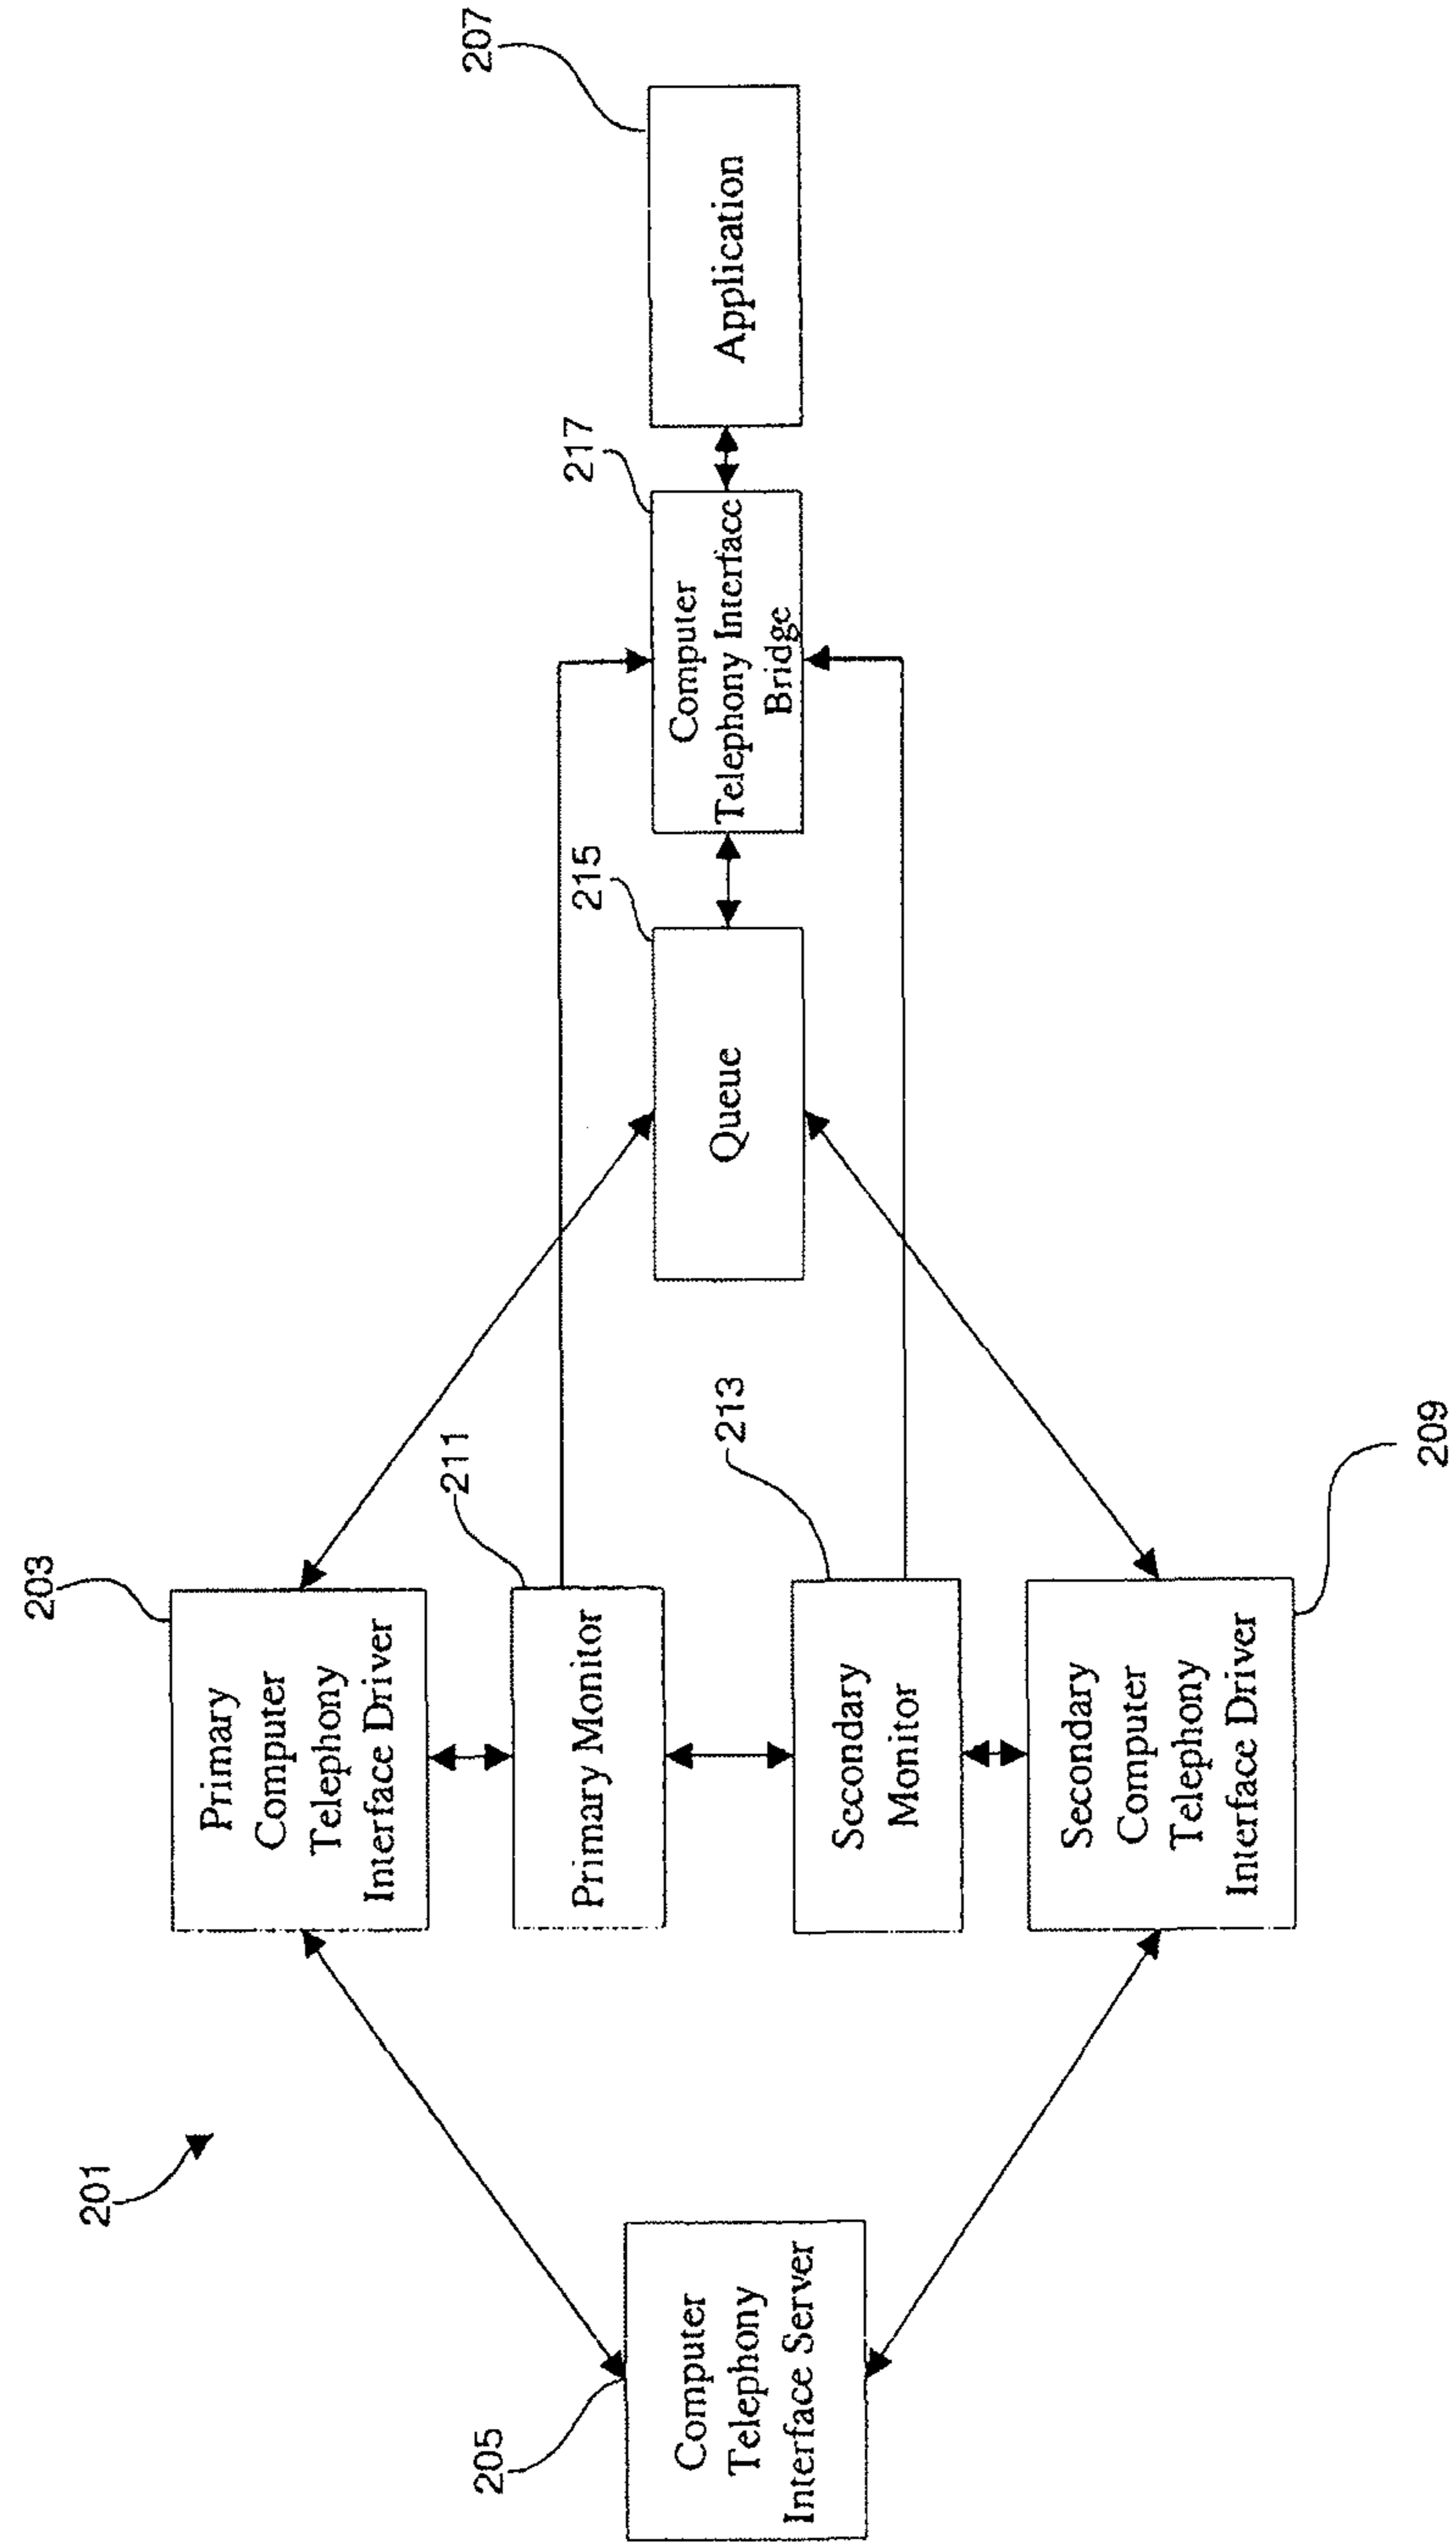 201
203
Primary
Computer
Telephony
Interface Driver
211
Primary Monitor
205
Computer
Telephony
Interface Server
215
Queue
217
Computer
Telephony Interface
Bridge
207
Application
213
Secondary
Monitor
Secondary
Computer
Telephony
Interface Driver
209